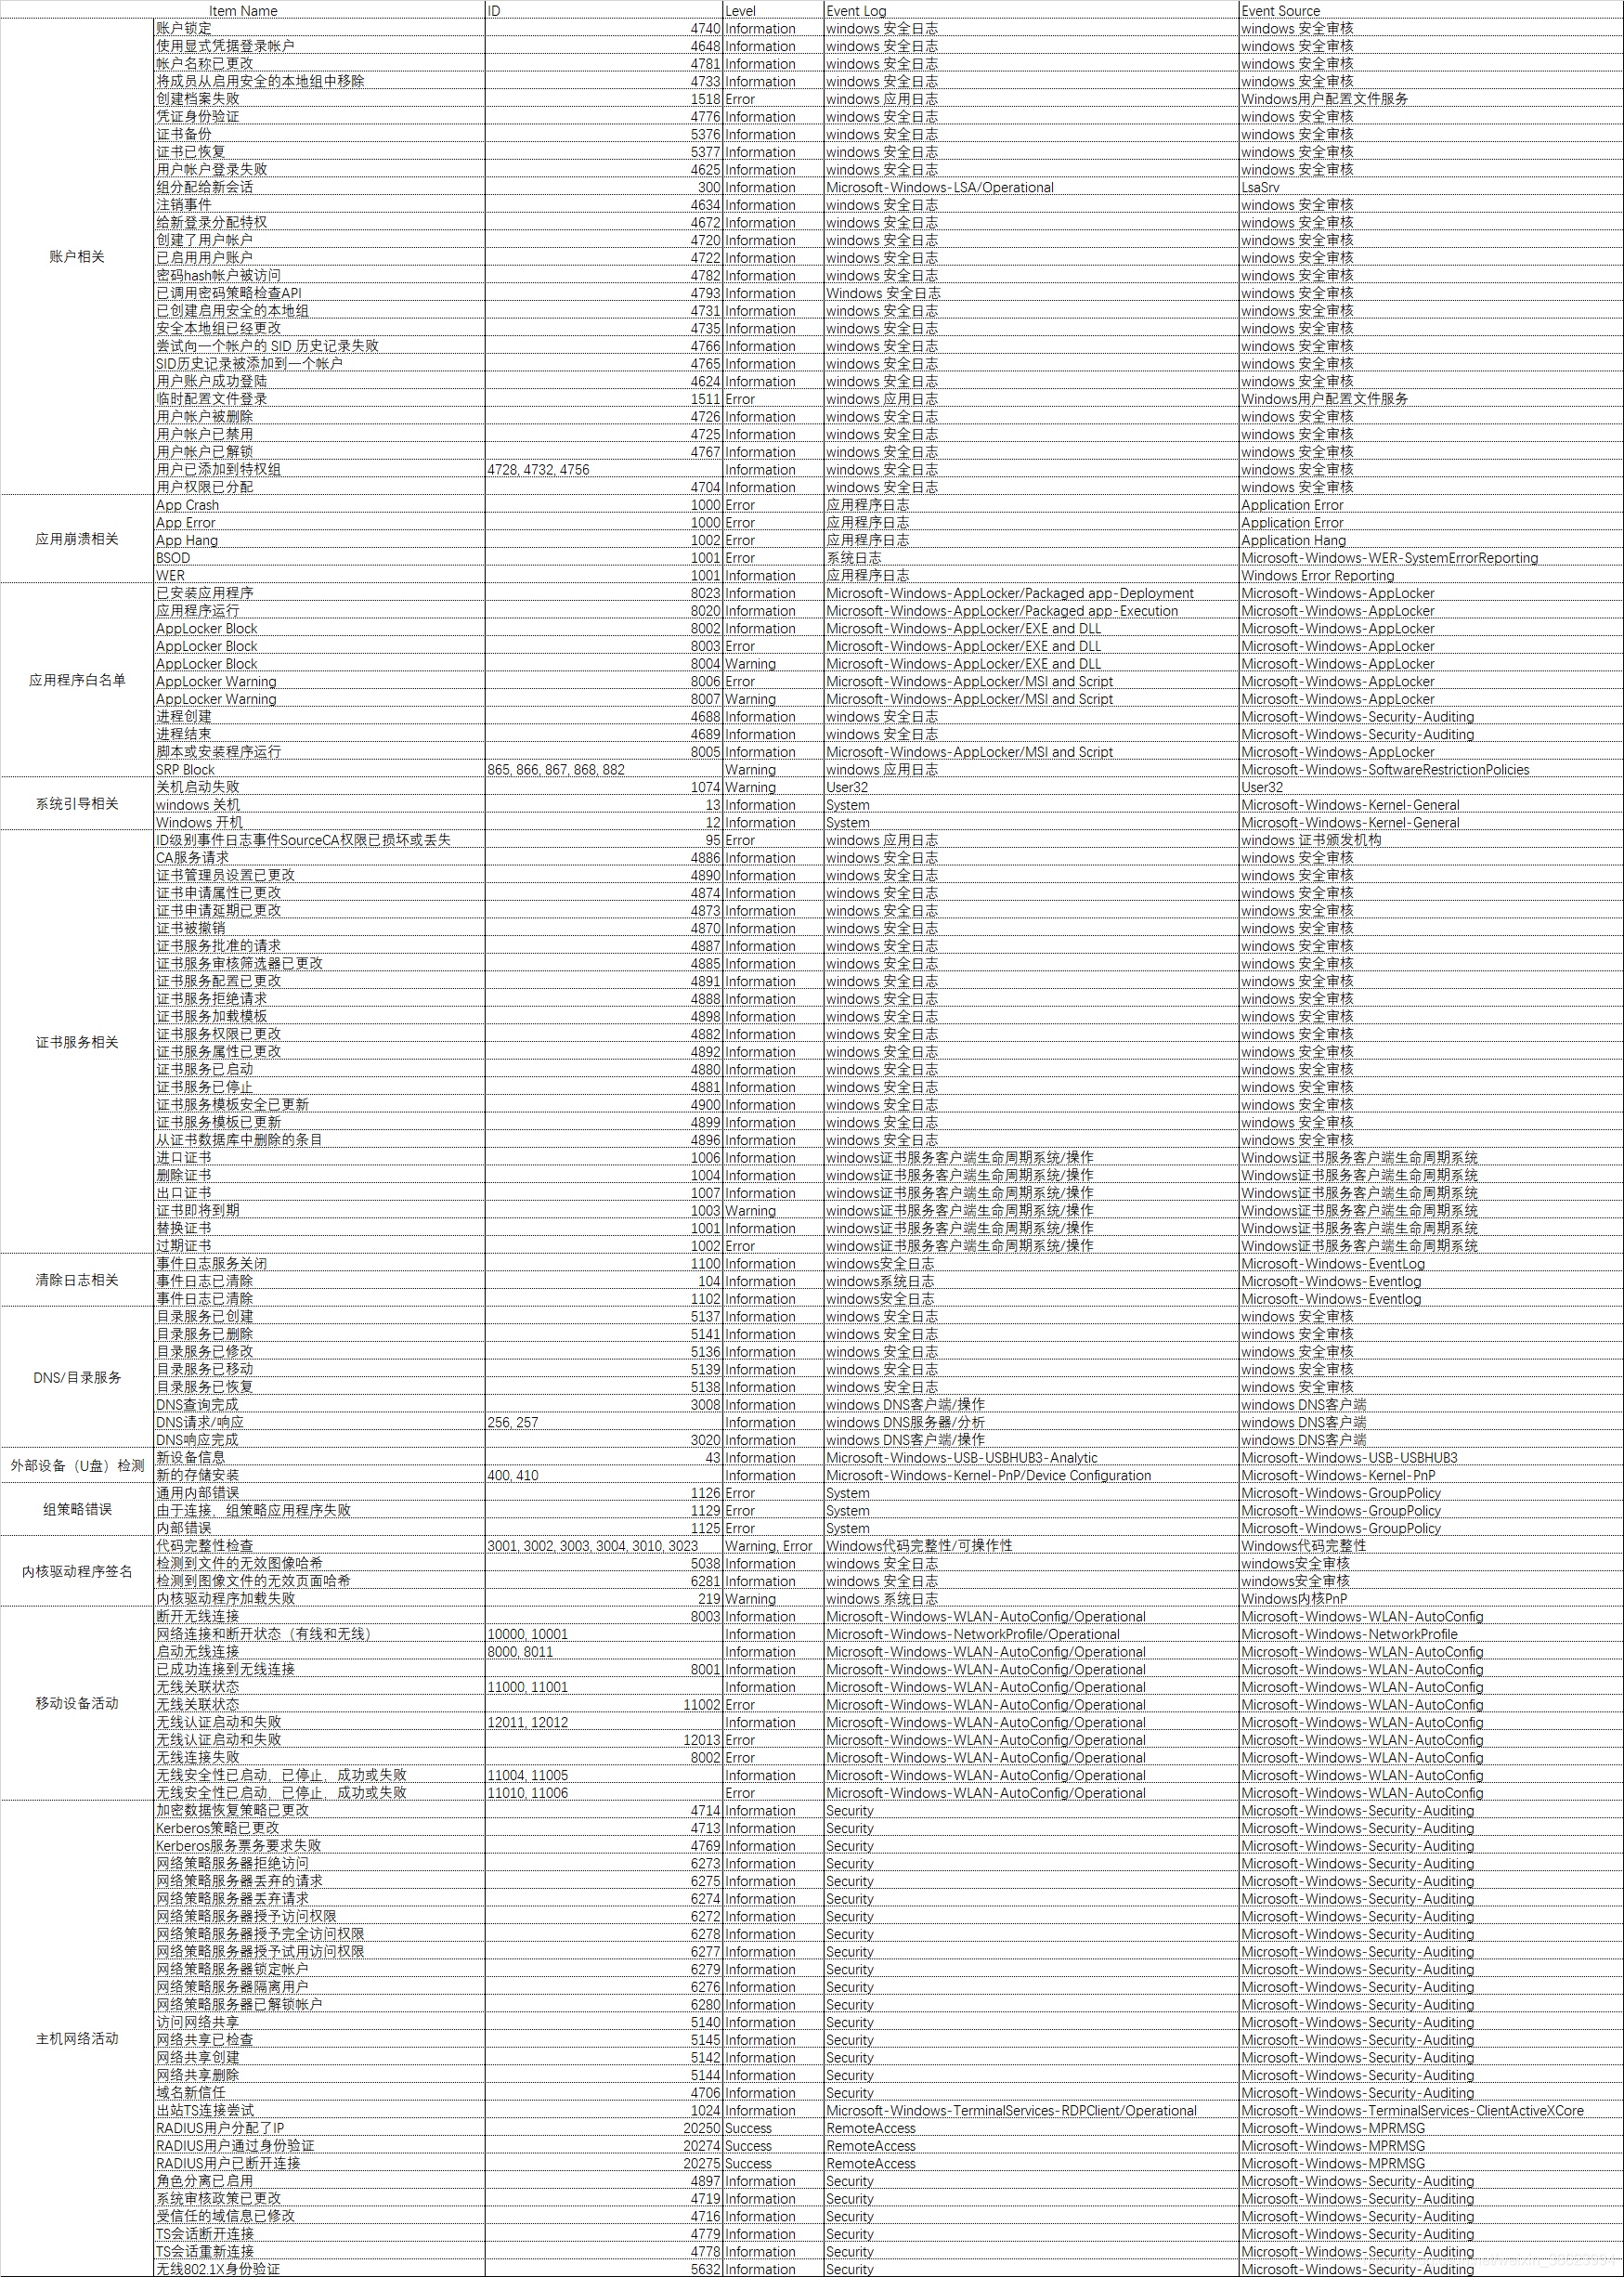 Item Name ID Level Event Log Event Source
账户锁定 4740 Information windows 安全日志 windows 安全审核
使用显式凭据登录帐户 4648 Information windows 安全日志 windows 安全审核
帐户名称已更改 4781 Information windows 安全日志 windows 安全审核
将成员从启用安全的本地组中移除 4733 Information windows 安全日志 windows 安全审核
创建档案失败 1518 Error windows 应用日志 Windows用户配置文件服务
凭证身份验证 4776 Information windows 安全日志 windows 安全审核
证书备份 5376 Information windows 安全日志 windows 安全审核
证书已恢复 5377 Information windows 安全日志 windows 安全审核
用户帐户登录失败 4625 Information windows 安全日志 windows 安全审核
组分配给新会话 300 Information Microsoft-Windows-LSA/Operational LsaSrv
注销事件 4634 Information windows 安全日志 windows 安全审核
给新登录分配特权 4672 Information windows 安全日志 windows 安全审核
创建了用户帐户 4720 Information windows 安全日志 windows 安全审核
账户相关 已启用用户账户 4722 Information windows 安全日志 windows 安全审核
密码hash帐户被访问 4782 Information windows 安全日志 windows 安全审核
已调用密码策略检查API 4793 Information Windows 安全日志 windows 安全审核
已创建启用安全的本地组 4731 Information windows 安全日志 windows 安全审核
安全本地组已经更改 4735 Information windows 安全日志 windows 安全审核
尝试向一个帐户的 SID 历史记录失败 4766 Information windows 安全日志 windows 安全审核
SID历史记录被添加到一个帐户 4765 Information windows 安全日志 windows 安全审核
用户账户成功登陆 4624 Information windows 安全日志 windows 安全审核
临时配置文件登录 1511 Error windows 应用日志 Windows用户配置文件服务
用户帐户被删除 4726 Information windows 安全日志 windows 安全审核
用户帐户已禁用 4725 Information windows 安全日志 windows 安全审核
用户帐户已解锁 4767 Information windows 安全日志 windows 安全审核
用户已添加到特权组 4728, 4732, 4756 Information windows 安全日志 windows 安全审核
用户权限已分配 4704 Information windows 安全日志 windows 安全审核
App Crash 1000 Error 应用程序日志 Application Error
App Error 1000 Error 应用程序日志 Application Error
应用崩溃相关 App Hang 1002 Error 应用程序日志 Application Hang
BSOD 1001 Error 系统日志 Microsoft-Windows-WER-SystemErrorReporting
WER 1001 Information 应用程序日志 Windows Error Reporting
已安装应用程序 8023 Information Microsoft-Windows-AppLocker/Packaged app-Deployment Microsoft-Windows-AppLocker
应用程序运行 8020 Information Microsoft-Windows-AppLocker/Packaged app-Execution Microsoft-Windows-AppLocker
AppLocker Block 8002 Information Microsoft-Windows-AppLocker/EXE and DLL Microsoft-Windows-AppLocker
AppLocker Block 8003 Error Microsoft-Windows-AppLocker/EXE and DLL Microsoft-Windows-AppLocker
AppLocker Block 8004 Warning Microsoft-Windows-AppLocker/EXE and DLL Microsoft-Windows-AppLocker
应用程序白名单 AppLocker Warning 8006 Error Microsoft-Windows-AppLocker/MSI and Script Microsoft-Windows-AppLocker
AppLocker Warning 8007 Warning Microsoft-Windows-AppLocker/MSI and Script Microsoft-Windows-AppLocker
进程创建 4688 Information windows 安全日志 Microsoft-Windows-Security-Auditing
进程结束 4689 Information windows 安全日志 Microsoft-Windows-Security-Auditing
脚本或安装程序运行 8005 Information Microsoft-Windows-AppLocker/MSI and Script Microsoft-Windows-AppLocker
SRP Block 865, 866, 867, 868, 882 Warning windows 应用日志 Microsoft-Windows-SoftwareRestrictionPolicies
关机启动失败 1074 Warning User32 User32
系统引导相关 windows 关机 13 Information System Microsoft-Windows-Kernel-General
Windows 开机 12 Information System Microsoft-Windows-Kernel-General
ID级别事件日志事件SourceCA权限已损坏或丢失 95 Error windows 应用日志 windows 证书颁发机构
CA服务请求 4886 Information windows 安全日志 windows 安全审核
证书管理员设置已更改 4890 Information windows 安全日志 windows 安全审核
证书申请属性已更改 4874 Information windows 安全日志 windows 安全审核
证书申请延期已更改 4873 Information windows 安全日志 windows 安全审核
证书被撤销 4870 Information windows 安全日志 windows 安全审核
证书服务批准的请求 4887 Information windows 安全日志 windows 安全审核
证书服务审核筛选器已更改 4885 Information windows 安全日志 windows 安全审核
证书服务配置已更改 4891 Information windows 安全日志 windows 安全审核
证书服务拒绝请求 4888 Information windows 安全日志 windows 安全审核
证书服务加载模板 4898 Information windows 安全日志 windows 安全审核
证书服务相关 证书服务权限已更改 4882 Information windows 安全日志 windows 安全审核
证书服务属性已更改 4892 Information windows 安全日志 windows 安全审核
证书服务已启动 4880 Information windows 安全日志 windows 安全审核
证书服务已停止 4881 Information windows 安全日志 windows 安全审核
证书服务模板安全已更新 4900 Information windows 安全日志 windows 安全审核
证书服务模板已更新 4899 Information windows 安全日志 windows 安全审核
从证书数据库中删除的条目 4896 Information windows 安全日志 windows 安全审核
进口证书 1006 Information windows证书服务客户端生命周期系统/操作 Windows证书服务客户端生命周期系统
删除证书 1004 Information windows证书服务客户端生命周期系统/操作 Windows证书服务客户端生命周期系统
出口证书 1007 Information windows证书服务客户端生命周期系统/操作 Windows证书服务客户端生命周期系统
证书即将到期 1003 Warning windows证书服务客户端生命周期系统/操作 Windows证书服务客户端生命周期系统
替换证书 1001 Information windows证书服务客户端生命周期系统/操作 Windows证书服务客户端生命周期系统
过期证书 1002 Error windows证书服务客户端生命周期系统/操作 Windows证书服务客户端生命周期系统
事件日志服务关闭 1100 Information windows安全日志 Microsoft-Windows-EventLog
清除日志相关 事件日志已清除 104 Information windows系统日志 Microsoft-Windows-Eventlog
事件日志已清除 1102 Information windows安全日志 Microsoft-Windows-Eventlog
目录服务已创建 5137 Information windows 安全日志 windows 安全审核
目录服务已删除 5141 Information windows 安全日志 windows 安全审核
目录服务已修改 5136 Information windows 安全日志 windows 安全审核
DNS/目录服务 目录服务已移动 5139 Information windows 安全日志 windows 安全审核
目录服务已恢复 5138 Information windows 安全日志 windows 安全审核
DNS查询完成 3008 Information windows DNS客户端/操作 windows DNS客户端
DNS请求/响应 256, 257 Information windows DNS服务器/分析 windows DNS客户端
DNS响应完成 3020 Information windows DNS客户端/操作 windows DNS客户端
外部设备（U盘）检测 新设备信息 43 Information Microsoft-USB-USBHUB3-Analytic Microsoft-Windows-USB-USBHUB3
新的存储安装 400, 410 Information Microsoft-Windows-Kernel-PnP/Device Configuration Microsoft-Windows-Kernel-PnP
通用内部错误 1126 Error System Microsoft-Windows-GroupPolicy
组策略错误 由于连接，组策略应用程序失败 1129 Error System Microsoft-Windows-GroupPolicy
内部错误 1125 Error System Microsoft-Windows-GroupPolicy
代码完整性检查 3001, 3002, 3003, 3004, 3010, 3023 Warning, Error Windows代码完整性/可操作性 Windows代码完整性
内核驱动程序签名 检测到文件的无效图像哈希 5038 Information windows 安全日志 windows安全审核
检测到图像文件的无效页面哈希 6281 Information windows 安全日志 windows安全审核
内核驱动程序加载失败 219 Warning windows 系统日志 Windows内核PnP
断开无线连接 8003 Information Microsoft-Windows-WLAN-AutoConfig/Operational Microsoft-Windows-WLAN-AutoConfig
网络连接和断开状态（有线和无线） 10000, 10001 Information Microsoft-Windows-NetworkProfile/Operational Microsoft-Windows-NetworkProfile
启动无线连接 8000, 8011 Information Microsoft-Windows-WLAN-AutoConfig/Operational Microsoft-Windows-WLAN-AutoConfig
已成功连接到无线连接 8001 Information Microsoft-Windows-WLAN-AutoConfig/Operational Microsoft-Windows-WLAN-AutoConfig
无线关联状态 11000, 11001 Information Microsoft-Windows-WLAN-AutoConfig/Operational Microsoft-Windows-WLAN-AutoConfig
移动设备活动 无线关联状态 11002 Error Microsoft-Windows-WLAN-AutoConfig/Operational Microsoft-Windows-WLAN-AutoConfig
无线认证启动和失败 12011, 12012 Information Microsoft-Windows-WLAN-AutoConfig/Operational Microsoft-Windows-WLAN-AutoConfig
无线认证启动和失败 12013 Error Microsoft-Windows-WLAN-AutoConfig/Operational Microsoft-Windows-WLAN-AutoConfig
无线连接失败 8002 Error Microsoft-Windows-WLAN-AutoConfig/Operational Microsoft-Windows-WLAN-AutoConfig
无线安全性已启动，已停止，成功或失败 11004, 11005 Information Microsoft-Windows-WLAN-AutoConfig/Operational Microsoft-Windows-WLAN-AutoConfig
无线安全性已启动，已停止，成功或失败 11010, 11006 Error Microsoft-Windows-WLAN-AutoConfig/Operational Microsoft-Windows-WLAN-AutoConfig
加密数据恢复策略已更改 4714 Information Security Microsoft-Windows-Security-Auditing
Kerberos策略已更改 4713 Information Security Microsoft-Windows-Security-Auditing
Kerberos服务票务要求失败 4769 Information Security Microsoft-Windows-Security-Auditing
网络策略服务器拒绝访问 6273 Information Security Microsoft-Windows-Security-Auditing
网络策略服务器丢弃的请求 6275 Information Security Microsoft-Windows-Security-Auditing
网络策略服务器丢弃请求 6274 Information Security Microsoft-Windows-Security-Auditing
网络策略服务器授予访问权限 6272 Information Security Microsoft-Windows-Security-Auditing
网络策略服务器授予完全访问权限 6278 Information Security Microsoft-Windows-Security-Auditing
网络策略服务器授予试用访问权限 6277 Information Security Microsoft-Windows-Security-Auditing
网络策略服务器锁定帐户 6279 Information Security Microsoft-Windows-Security-Auditing
网络策略服务器隔离用户 6276 Information Security Microsoft-Windows-Security-Auditing
网络策略服务器已解锁帐户 6280 Information Security Microsoft-Windows-Security-Auditing
访问网络共享 5140 Information Security Microsoft-Windows-Security-Auditing
主机网络活动 网络共享已检查 5145 Information Security Microsoft-Windows-Security-Auditing
网络共享创建 5142 Information Security Microsoft-Windows-Security-Auditing
网络共享删除 5144 Information Security Microsoft-Windows-Security-Auditing
域名新信任 4706 Information Security Microsoft-Windows-Security-Auditing
出站TS连接尝试 1024 Information Microsoft-Windows-TerminalServices-RDPClient/Operational Microsoft-Windows-TerminalServices-ClientActiveXCore
RADIUS用户分配了IP 20250 Success RemoteAccess Microsoft-Windows-MPRMSG
RADIUS用户通过身份验证 20274 Success RemoteAccess Microsoft-Windows-MPRMSG
RADIUS用户已断开连接 20275 Success RemoteAccess Microsoft-Windows-MPRMSG
角色分离已启用 4897 Information Security Microsoft-Windows-Security-Auditing
系统审核政策已更改 4719 Information Security Microsoft-Windows-Security-Auditing
受信任的域信息已修改 4716 Information Security Microsoft-Windows-Security-Auditing
TS会话断开连接 4779 Information Security Microsoft-Windows-Security-Auditing
TS会话重新连接 4778 Information Security Microsoft-Windows-Security-Auditing
无线802.1X身份验证 5632 Information Security Microsoft-Windows-Security-Auditing